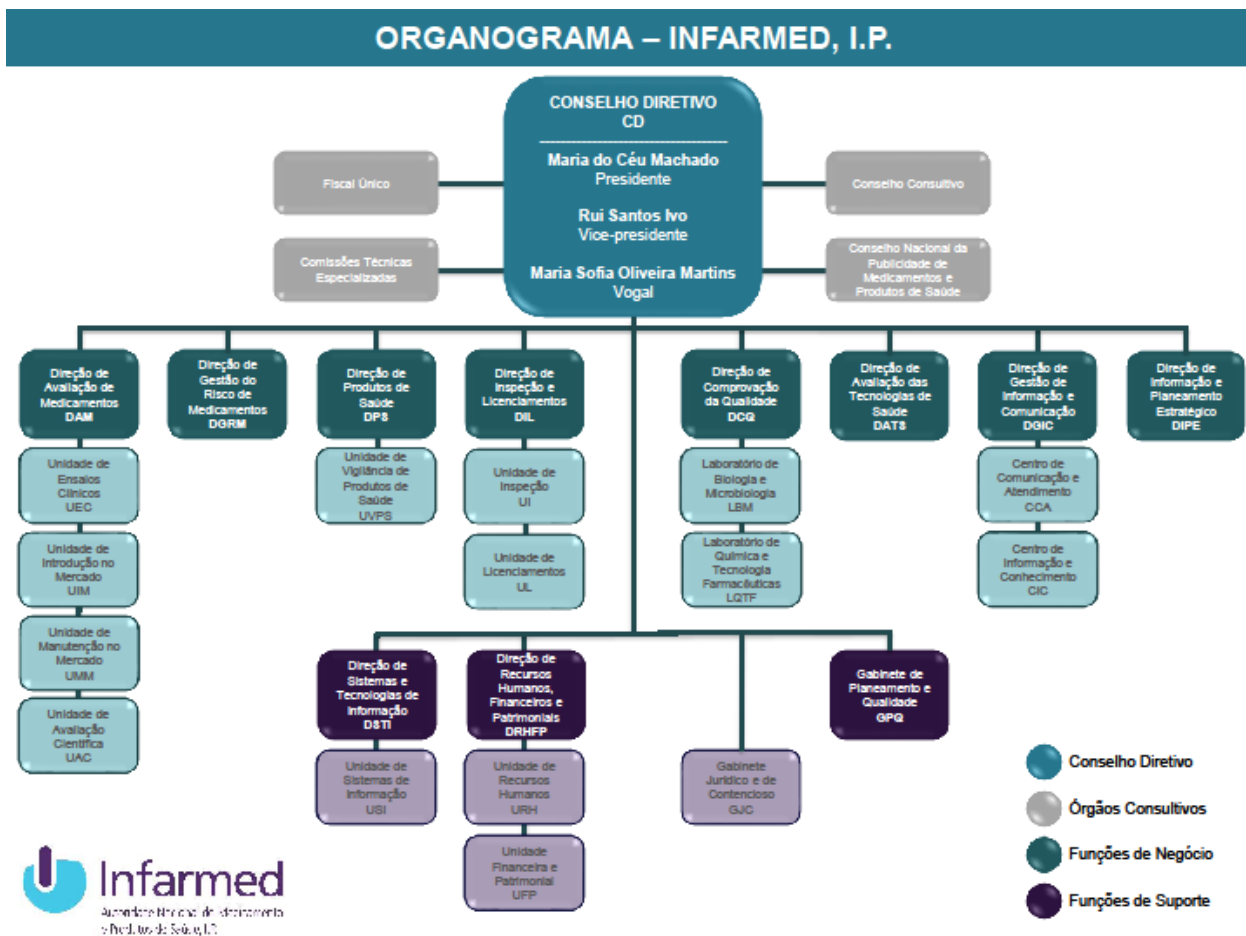 ORGANOGRAMA – INFARMED, I.P.
CONSELHO DIRETIVO
CD
Maria do Céu Machado
Presidente
Rui Santos Ivo
Vice-presidente
Maria Sofia Oliveira Martins
Vogal
Fiscal Único
Comissões Técnicas
Especializadas
Conselho Consultivo
Conselho Nacional da
Publicidade de
Medicamentos e
Produtos de Saúde
Direção de
Avaliação de
Medicamentos
DAM
Direção de
Gestão do
Risco de
Medicamentos
DGRM
Direção de
Produtos de
Saúde
DPS
Direção de
Inspeção e
Licenciamentos
DIL
Direção de
Comprovação
da Qualidade
DCQ
Direção de
Avaliação das
Tecnologias de
Saúde
DATS
Direção de
Gestão de
Informação e
Comunicação
DGIC
Direção de
Informação e
Planeamento
Estratégico
DIPE
Unidade de
Ensaios
Clínicos
UEC
Unidade de
Introdução no
Mercado
UIM
Unidade de
Manutenção no
Mercado
UMM
Unidade de
Avaliação
Científica
UAC
Unidade de
Vigilância de
Produtos de
Saúde
UVPS
Unidade de
Inspeção
UI
Unidade de
Licenciamentos
UL
Laboratório de
Biologia e
Microbiologia
LBM
Laboratório de
Química e
Tecnologia
Farmacêuticas
LQTF
Centro de
Comunicação e
Atendimento
CCA
Centro de
Informação e
Conhecimento
CIC
Direção de
Sistemas e
Tecnologias de
Informação
DSTI
Direção de
Recursos
Humanos,
Financeiros e
Patrimoniais
DRHFP
Gabinete de
Planeamento e
Qualidade
GPQ
Unidade de
Sistemas de
Informação
USI
Unidade de
Recursos
Humanos
URH
Unidade
Financeira e
Patrimonial
UFP
Gabinete
Jurídico e de
Contencioso
GJC
Conselho Diretivo
Órgãos Consultivos
Funções de Negócio
Funções de Suporte
Infarmed
Autoridade Nacional do Medicamento
e Produtos de Saúde, I.P.